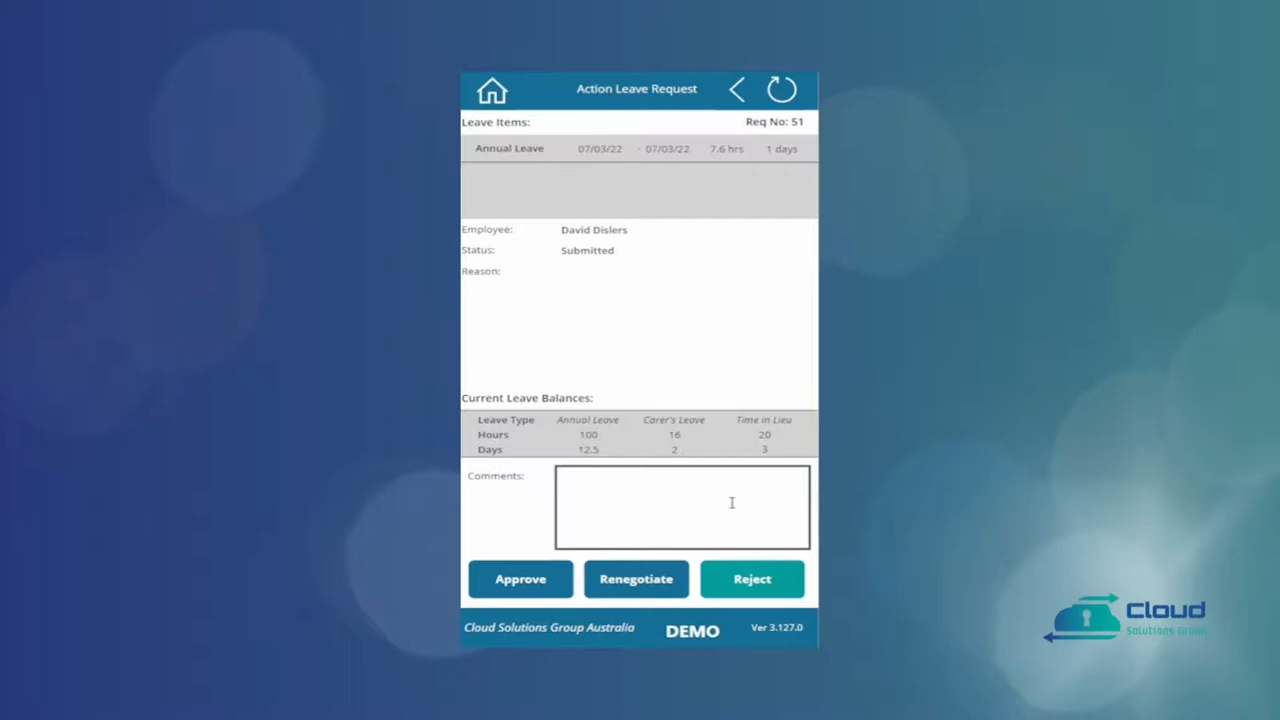 Action Leave Request
Leave Items: Req No: 51
Annual Leave 07/03/22 - 07/03/22 7.6 hrs 1 days
Employee: David Dislers
Status: Submitted
Reason:
Current Leave Balances:
Leave Type Annual Leave Carer's Leave Time in Lieu
Hours 100 16 20
Days 12.5 2 3
Comments:
Approve Renegotiate Reject
Cloud Solutions Group Australia DEMO Ver 3.127.0
Cloud
Solutions Group